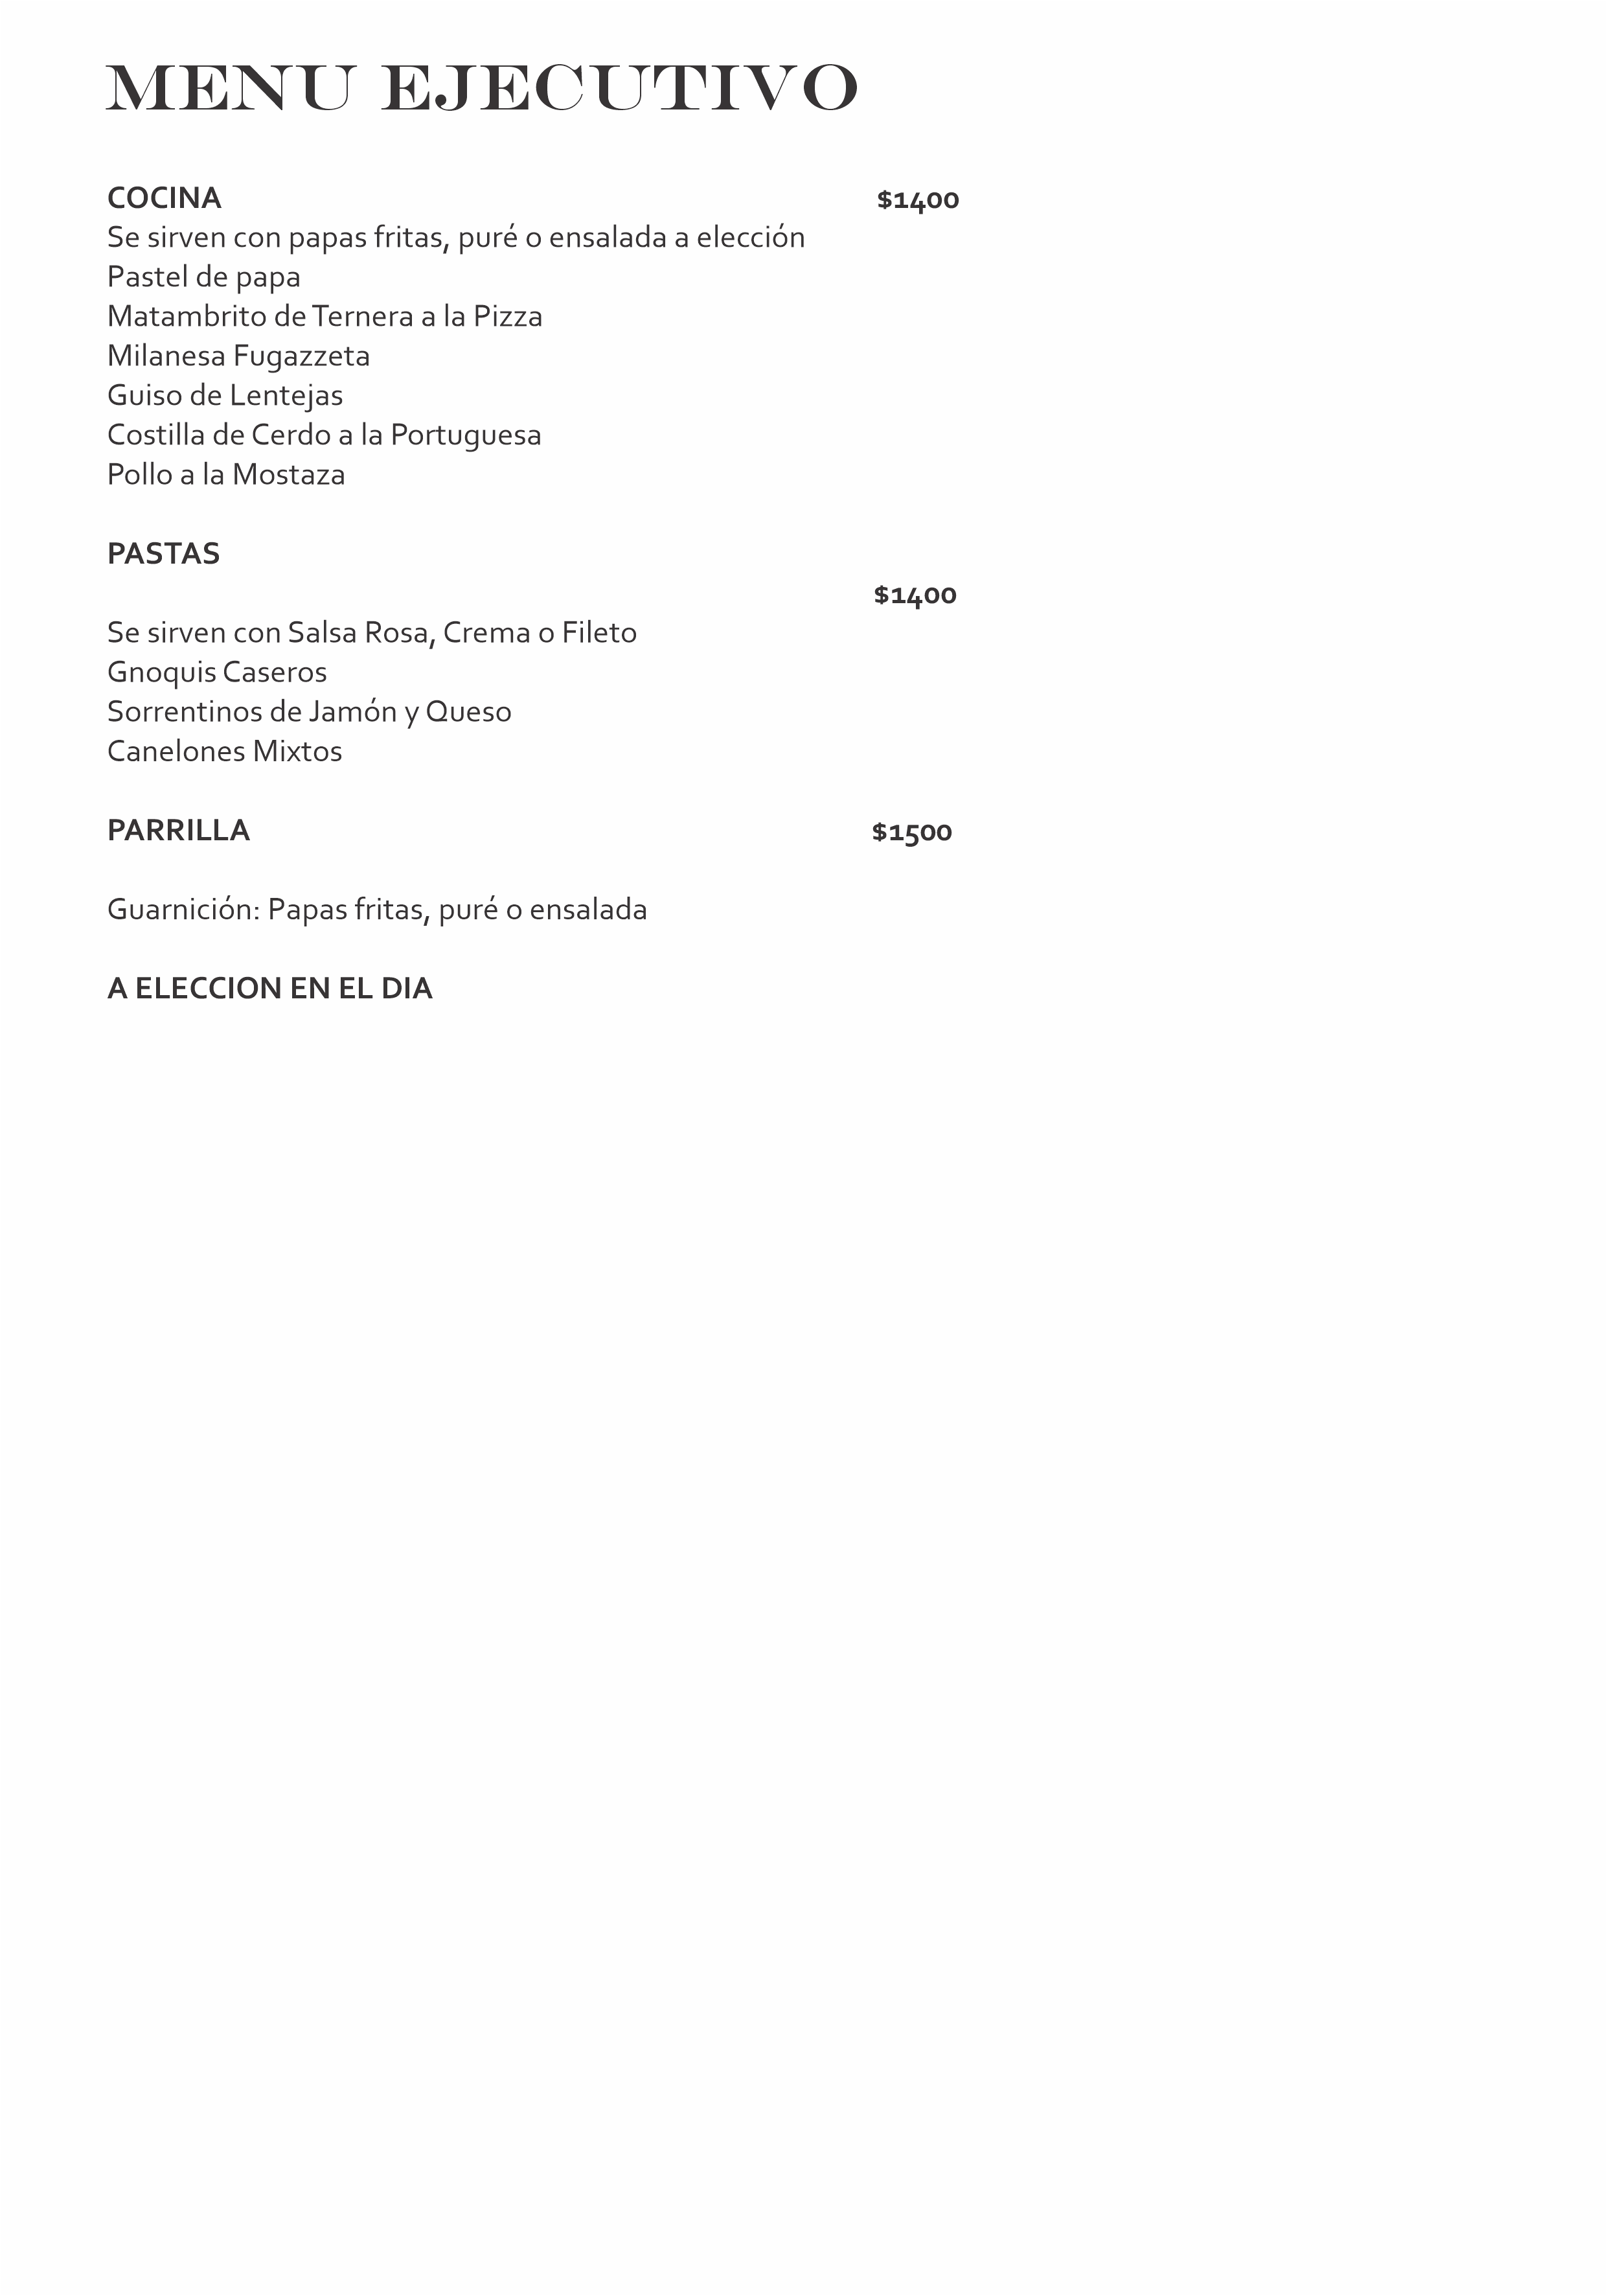 MENU EJECUTIVO
COCINA $1400
Se sirven con papas fritas, puré o ensalada a elección
Pastel de papa
Matambrito de Ternera a la Pizza
Milanesa Fugazzeta
Guiso de Lentejas
Costilla de Cerdo a la Portuguesa
Pollo a la Mostaza
PASTAS
$1400
Se sirven con Salsa Rosa, Crema o Fileto
Gnoquis Caseros
Sorrentinos de Jamón y Queso
Canelones Mixtos
PARRILLA $1500
Guarnición: Papas fritas, puré o ensalada
A ELECCION EN EL DIA